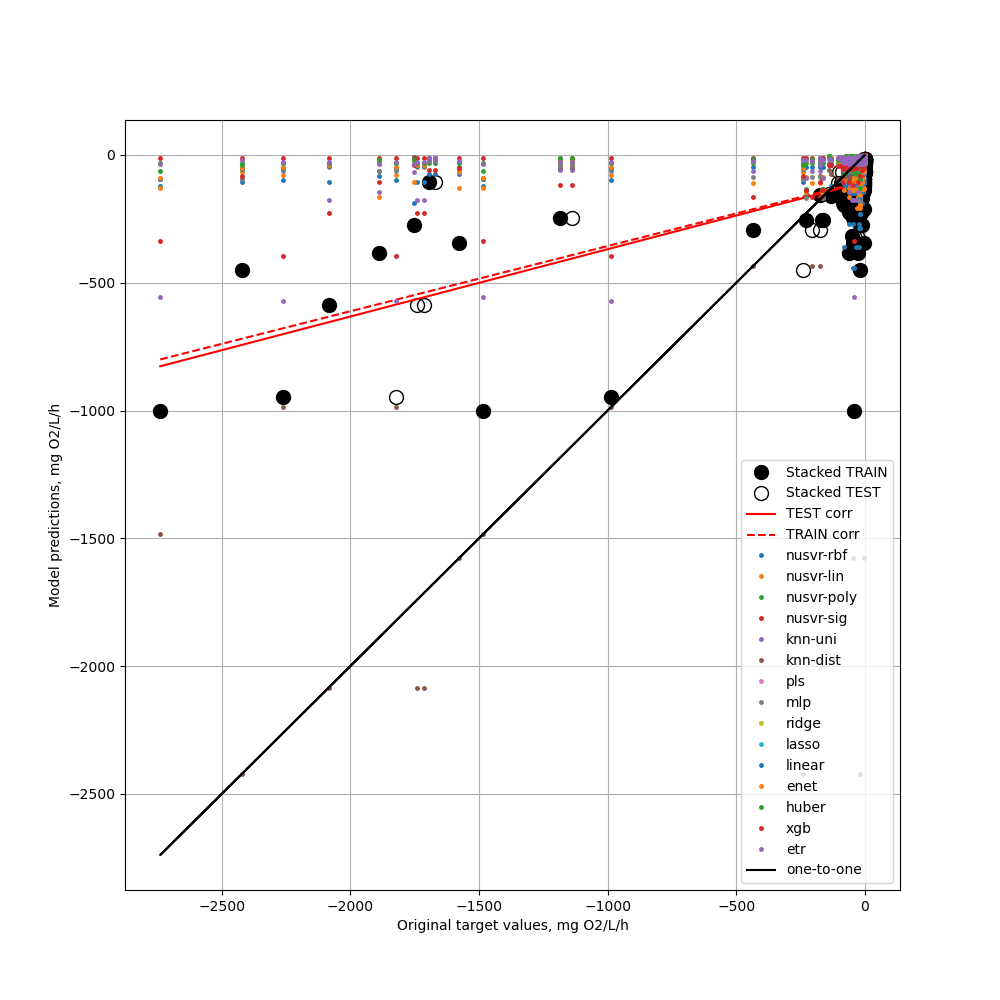 0
−500
−1000
−1500
−2000
−2500
Model predictions, mg O2/L/h
−2500
−2000
−1500
−1000
−500
0
Original target values, mg O2/L/h
Stacked TRAIN
Stacked TEST
TEST corr
TRAIN corr
nusvr-rbf
nusvr-lin
nusvr-poly
nusvr-sig
knn-uni
knn-dist
pls
mlp
ridge
lasso
linear
enet
huber
xgb
etr
one-to-one